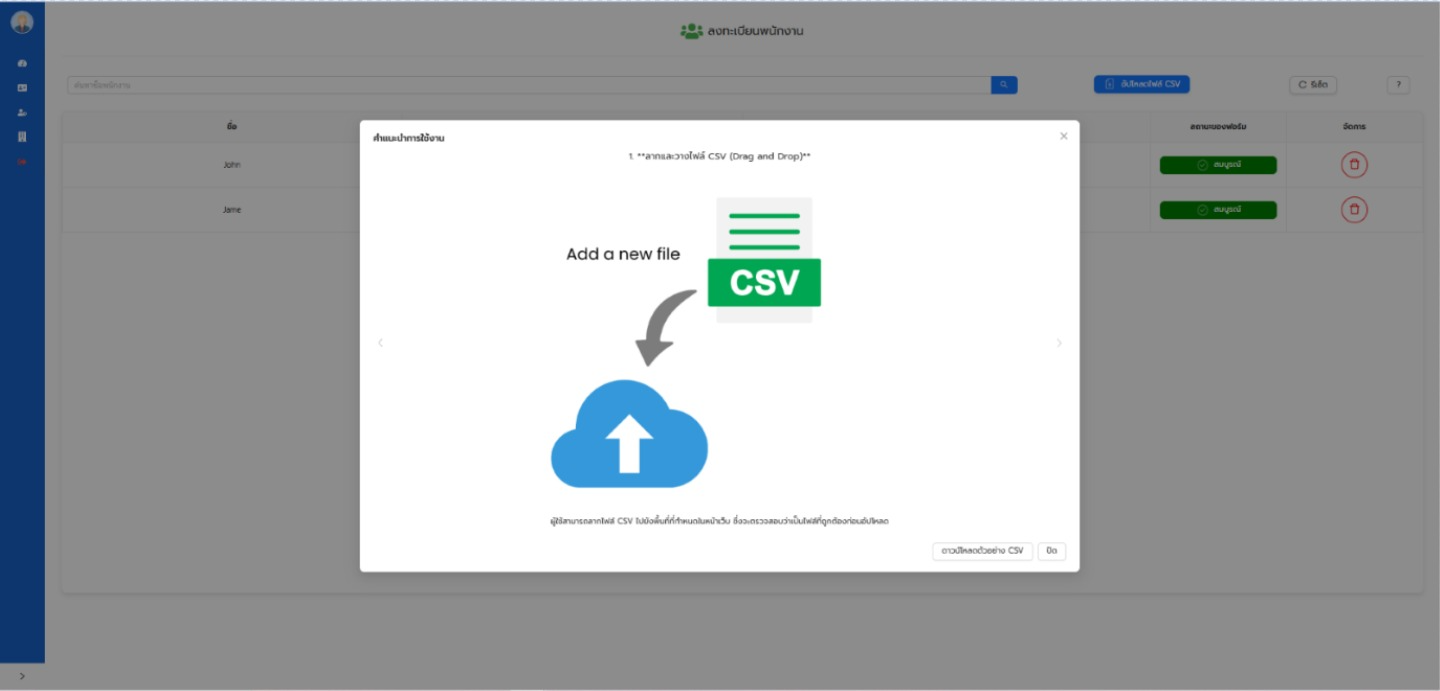 ลงทะเบียนพนักงาน
ค้นหาชื่อพนักงาน
อัปโหลดไฟล์ CSV
รีเซ็ต
?
ชื่อ
สถานะของฟอร์ม
จัดการ
John
สมบูรณ์
Jame
สมบูรณ์
คำแนะนำการใช้งาน
1. **ลากและวางไฟล์ CSV (Drag and Drop)**
Add a new file
CSV
ผู้ใช้สามารถลากไฟล์ CSV ไปยังพื้นที่ที่กำหนดในหน้าเว็บ ซึ่งจะตรวจสอบว่าเป็นไฟล์ที่ถูกต้องก่อนอัปโหลด
ดาวน์โหลดตัวอย่าง CSV
ปิด